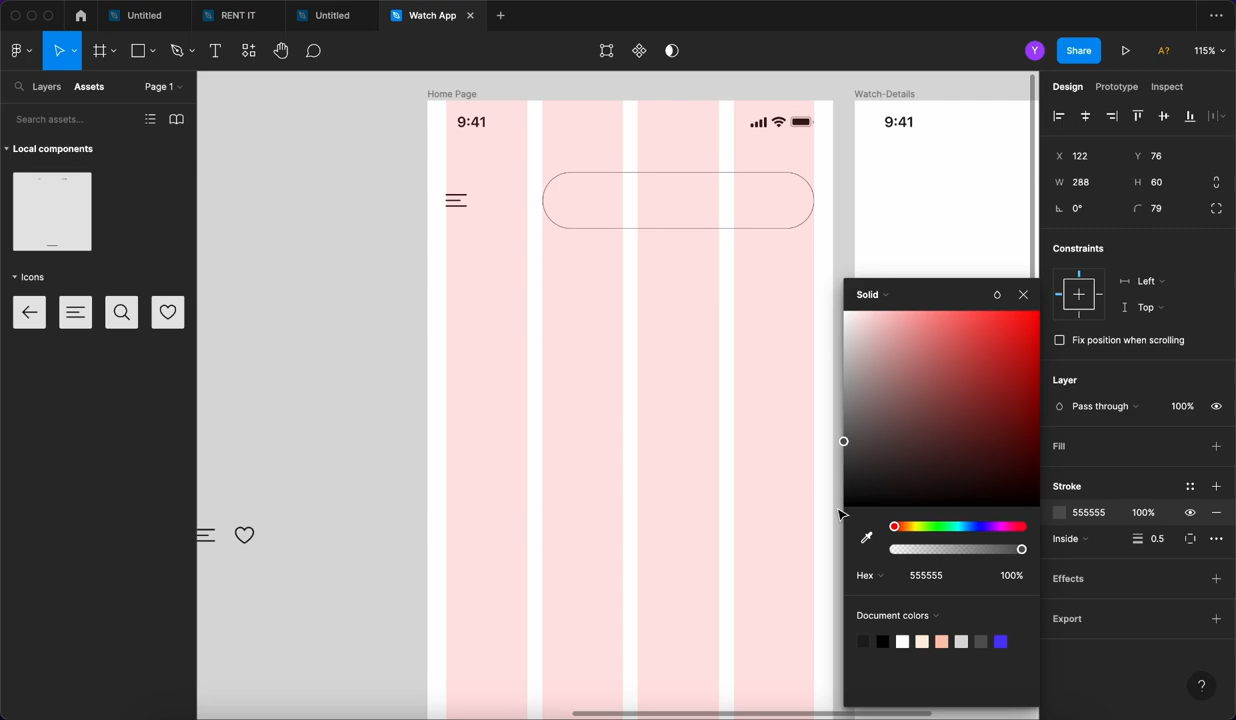 Untitled
RENT IT
Untitled
Watch App
Y
Share
A?
115%
Layers
Assets
Page 1
Search assets...
Local components
Icons
Home Page
9:41
Watch-Details
9:41
Solid
Hex
555555
100%
Document colors
Design
Prototype
Inspect
X 122
Y 76
W 288
H 60
0°
79
Constraints
Left
Top
Fix position when scrolling
Layer
Pass through
100%
Fill
Stroke
555555
100%
Inside
0.5
Effects
Export
?